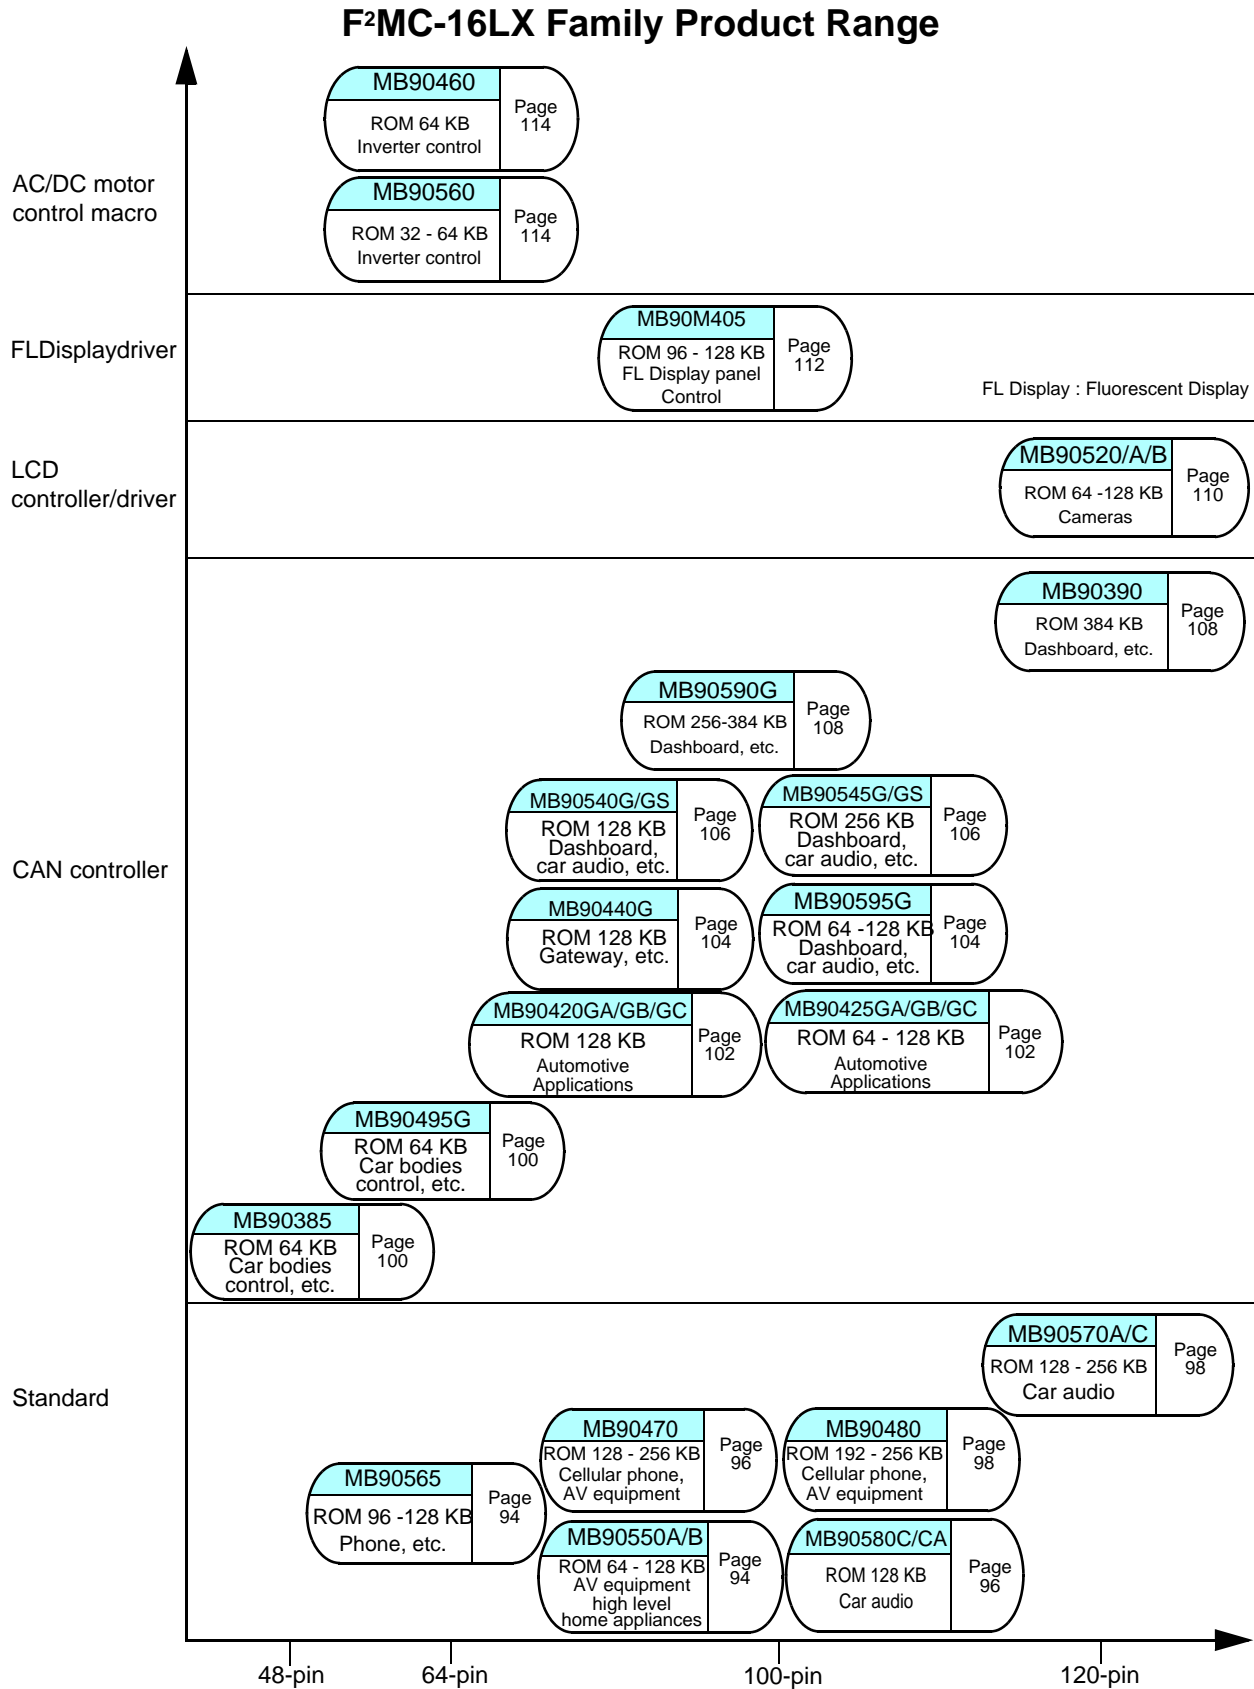 F²MC-16LX Family Product Range
AC/DC motor
control macro
MB90460
ROM 64 KB
Inverter control
Page
114
MB90560
ROM 32 - 64 KB
Inverter control
Page
114
FLDisplaydriver
MB90M405
ROM 96 - 128 KB
FL Display panel
Control
Page
112
FL Display : Fluorescent Display
LCD
controller/driver
MB90520/A/B
ROM 64 -128 KB
Cameras
Page
110
CAN controller
MB90390
ROM 384 KB
Dashboard, etc.
Page
108
MB90590G
ROM 256-384 KB
Dashboard, etc.
Page
108
MB90540G/GS
ROM 128 KB
Dashboard,
car audio, etc.
Page
106
MB90545G/GS
ROM 256 KB
Dashboard,
car audio, etc.
Page
106
MB90440G
ROM 128 KB
Gateway, etc.
Page
104
MB90595G
ROM 64 -128 KB
Dashboard,
car audio, etc.
Page
104
MB90420GA/GB/GC
ROM 128 KB
Automotive
Applications
Page
102
MB90425GA/GB/GC
ROM 64 - 128 KB
Automotive
Applications
Page
102
MB90495G
ROM 64 KB
Car bodies
control, etc.
Page
100
MB90385
ROM 64 KB
Car bodies
control, etc.
Page
100
Standard
MB90570A/C
ROM 128 - 256 KB
Car audio
Page
98
MB90470
ROM 128 - 256 KB
Cellular phone,
AV equipment
Page
96
MB90480
ROM 192 - 256 KB
Cellular phone,
AV equipment
Page
98
MB90565
ROM 96 -128 KB
Phone, etc.
Page
94
MB90550A/B
ROM 64 - 128 KB
AV equipment
high level
home appliances
Page
94
MB90580C/CA
ROM 128 KB
Car audio
Page
96
48-pin
64-pin
100-pin
120-pin